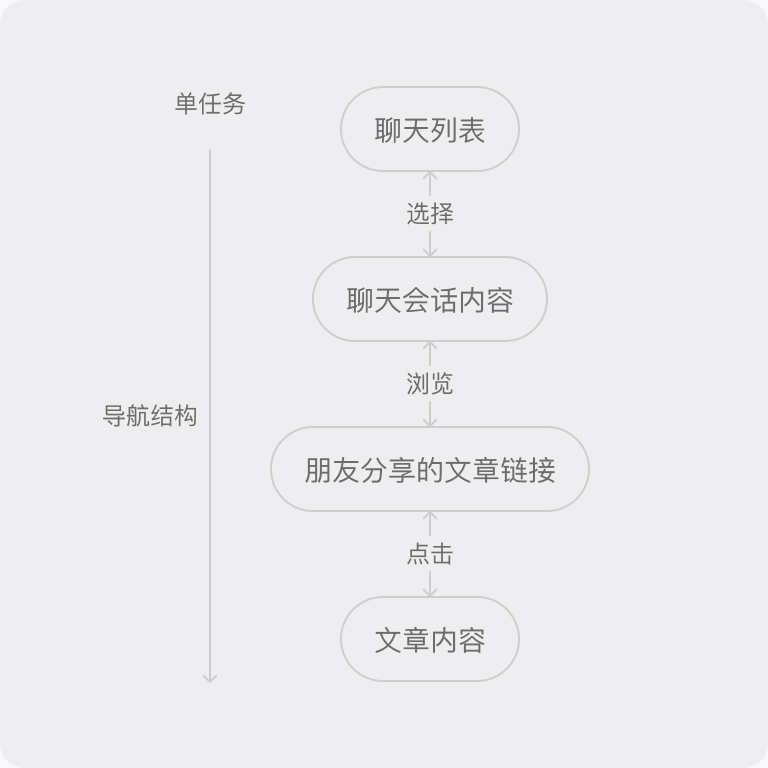 单任务
聊天列表
选择
聊天会话内容
浏览
导航结构
朋友分享的文章链接
点击
文章内容